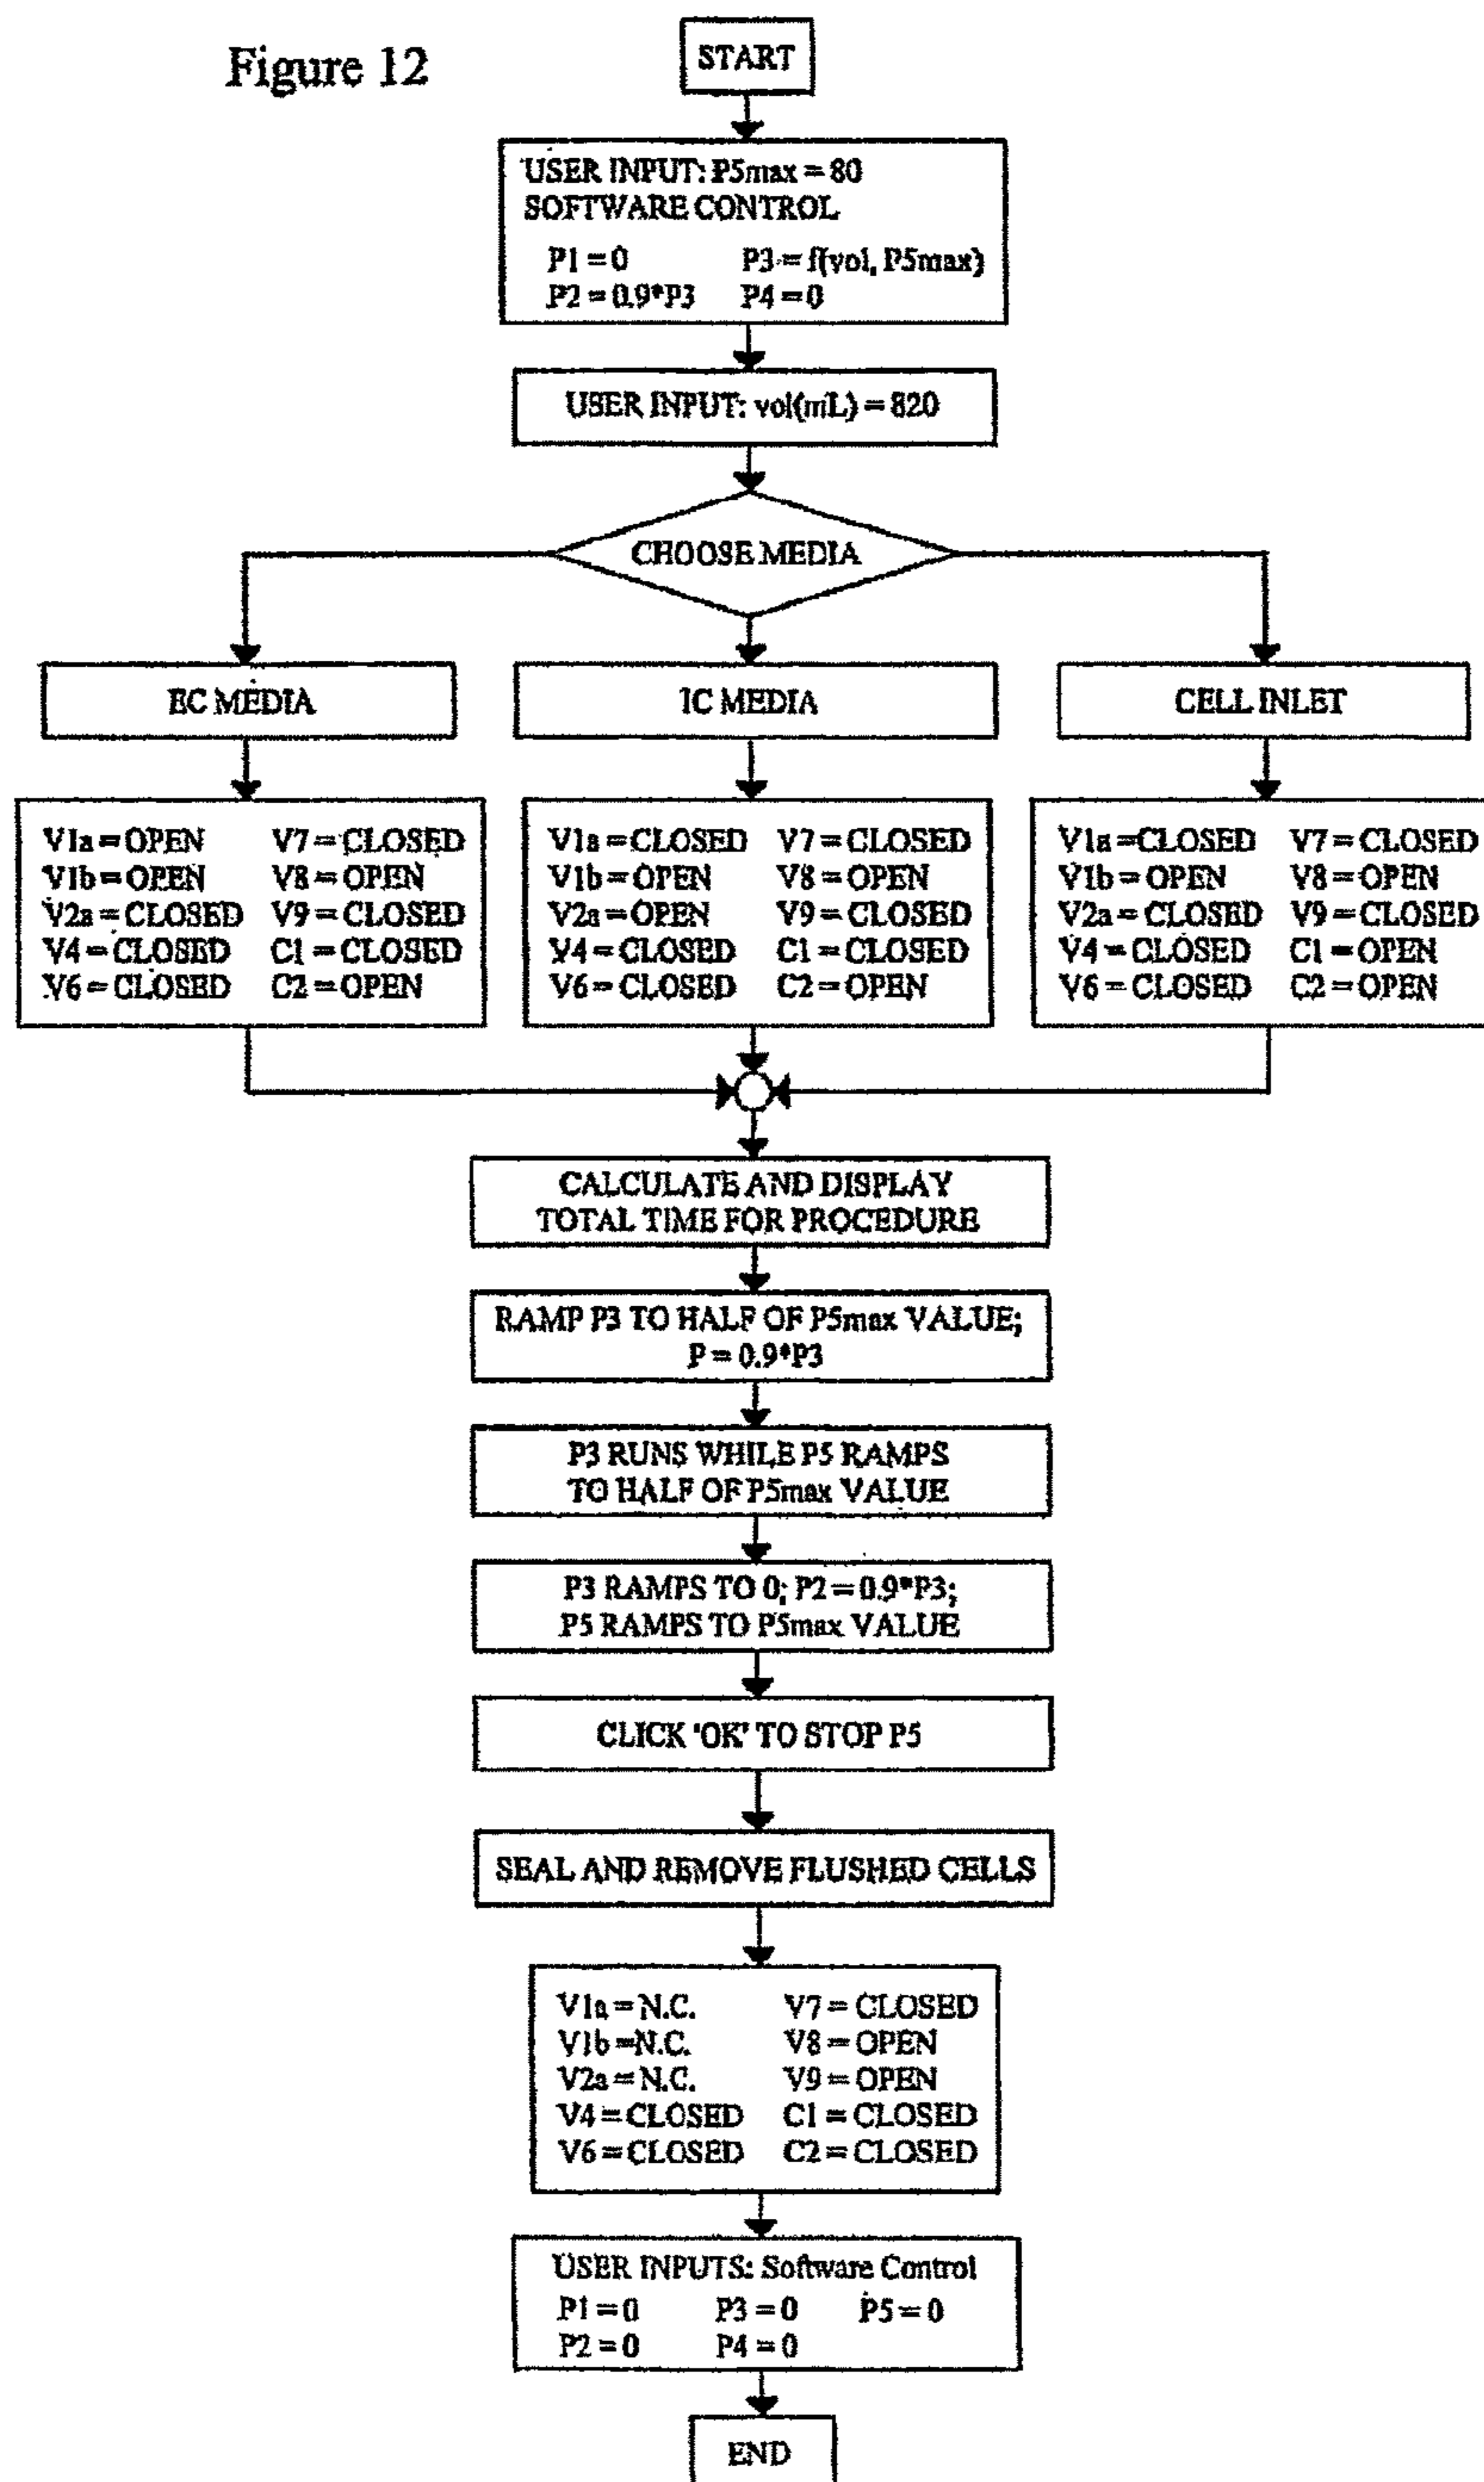 Figure 12
START
USER INPUT: P5max = 80
SOFTWARE CONTROL
P1 = 0 P3 = f(vol, P5max)
P2 = 0.9*P3 P4 = 0
USER INPUT: vol(mL) = 820
CHOOSE MEDIA
EC MEDIA
IC MEDIA
CELL INLET
V1a = OPEN V7 = CLOSED
V1b = OPEN V8 = OPEN
V2a = CLOSED V9 = CLOSED
V4 = CLOSED C1 = CLOSED
V6 = CLOSED C2 = OPEN
V1a = CLOSED V7 = CLOSED
V1b = OPEN V8 = OPEN
V2a = OPEN V9 = CLOSED
V4 = CLOSED C1 = CLOSED
V6 = CLOSED C2 = OPEN
V1a = CLOSED V7 = CLOSED
V1b = OPEN V8 = OPEN
V2a = CLOSED V9 = CLOSED
V4 = CLOSED C1 = OPEN
V6 = CLOSED C2 = OPEN
CALCULATE AND DISPLAY
TOTAL TIME FOR PROCEDURE
RAMP P3 TO HALF OF P5max VALUE;
P = 0.9*P3
P3 RUNS WHILE P5 RAMPS
TO HALF OF P5max VALUE
P3 RAMPS TO 0; P2 = 0.9*P3;
P5 RAMPS TO P5max VALUE
CLICK 'OK' TO STOP P5
SEAL AND REMOVE FLUSHED CELLS
V1a = N.C. V7 = CLOSED
V1b = N.C. V8 = OPEN
V2a = N.C. V9 = OPEN
V4 = CLOSED C1 = CLOSED
V6 = CLOSED C2 = CLOSED
USER INPUTS: Software Control
P1 = 0 P3 = 0 P5 = 0
P2 = 0 P4 = 0
END